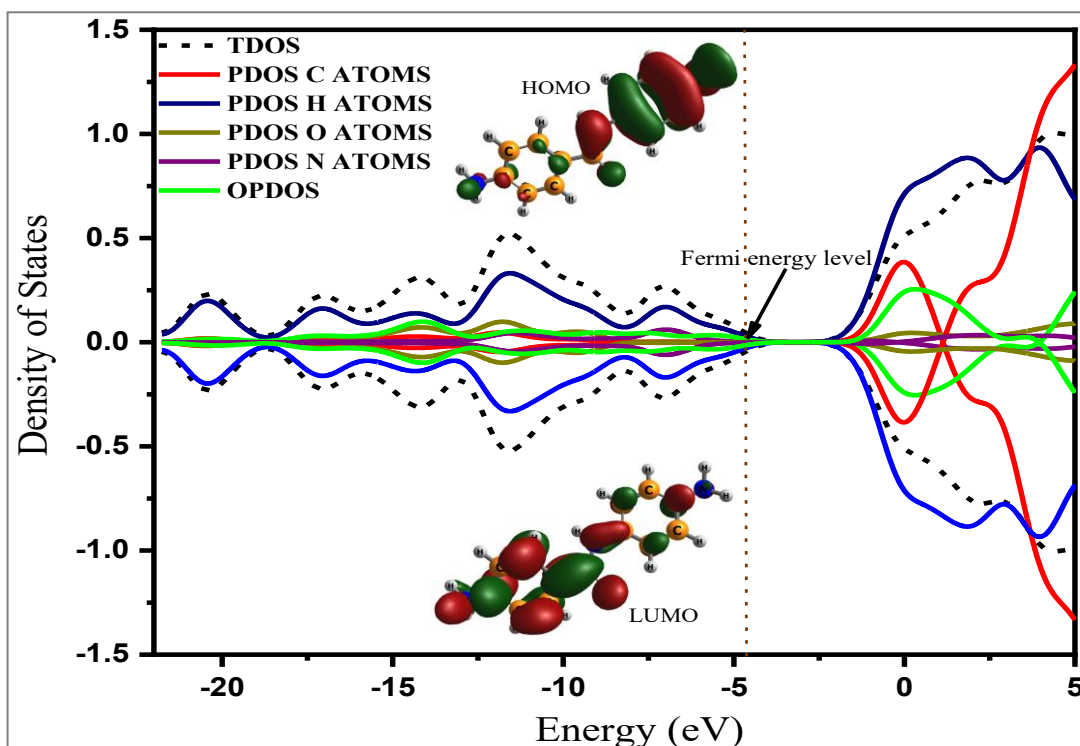 1.5
1.0
0.5
0.0
-0.5
-1.0
-1.5
Density of States
TDOS
PDOS C ATOMS
PDOS H ATOMS
PDOS O ATOMS
PDOS N ATOMS
OPDOS
HOMO
Fermi energy level
LUMO
-20
-15
-10
-5
0
5
Energy (eV)